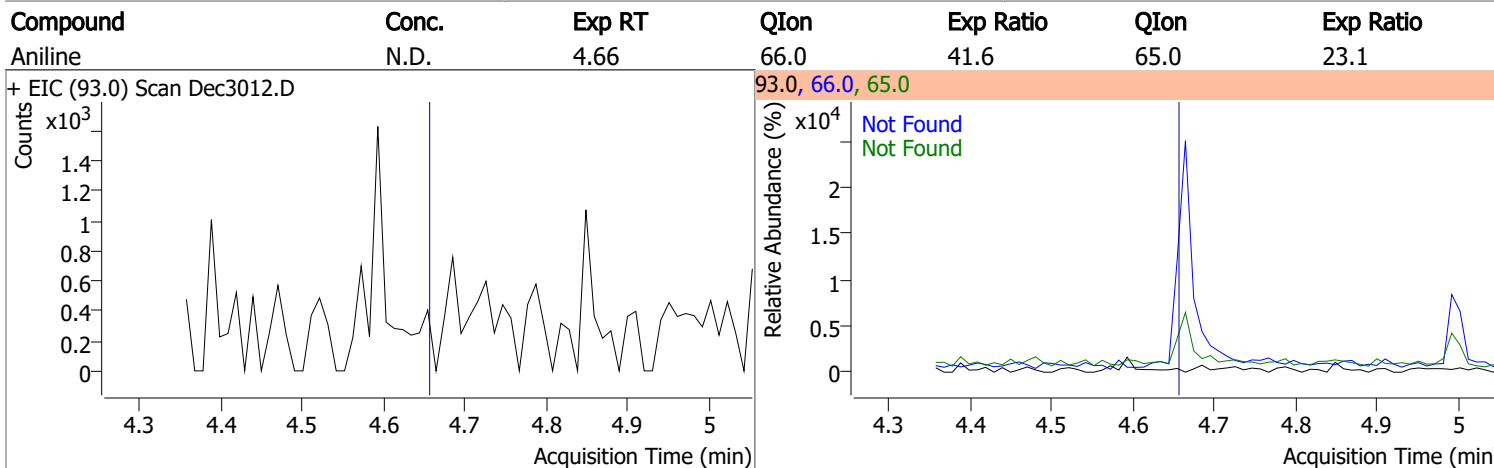 Compound Conc. Exp RT QIon Exp Ratio QIon Exp Ratio
Aniline N.D. 4.66 66.0 41.6 65.0 23.1
+ EIC (93.0) Scan Dec3012.D
Counts
x10³
1.4
1.2
1
0.8
0.6
0.4
0.2
0
4.3 4.4 4.5 4.6 4.7 4.8 4.9 5
Acquisition Time (min)
93.0, 66.0, 65.0
Relative Abundance (%)
x10⁴
Not Found
Not Found
2
1.5
1
0.5
0
4.3 4.4 4.5 4.6 4.7 4.8 4.9 5
Acquisition Time (min